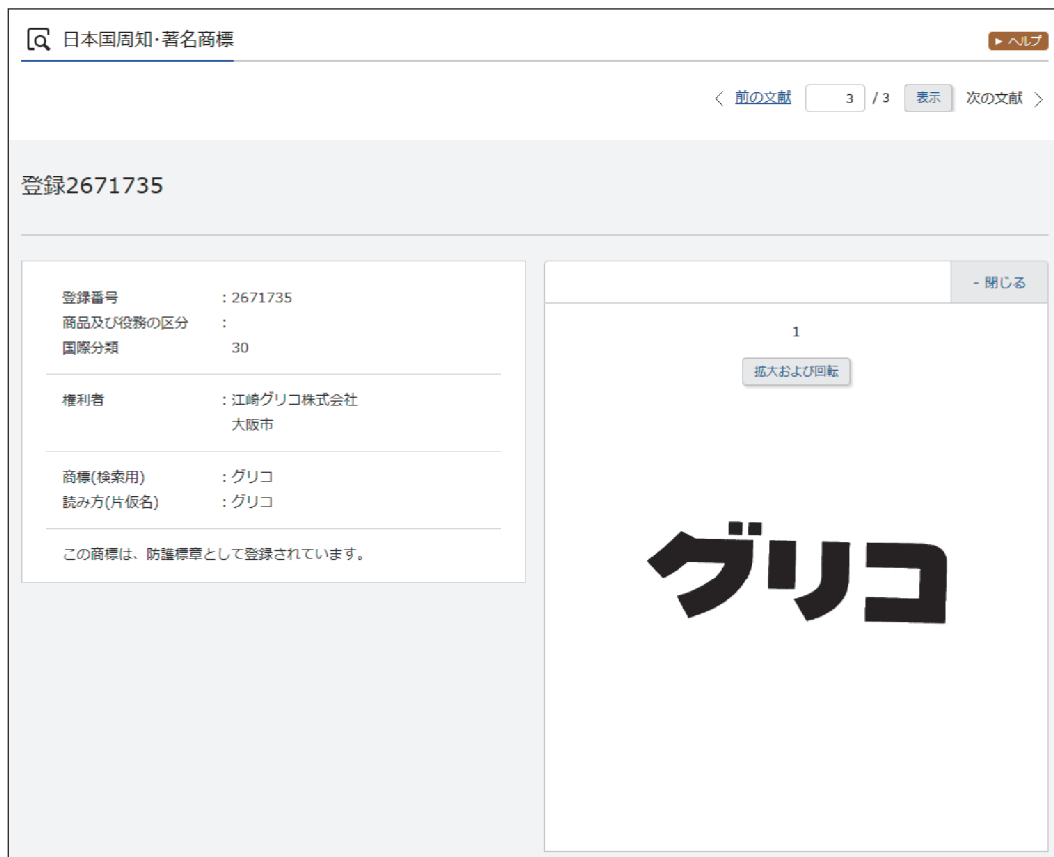 日本国周知･著名商標
▶ ヘルプ
< 前の文献 3 / 3 表示 次の文献 >
登録2671735
- 閉じる
登録番号 : 2671735
商品及び役務の区分 :
国際分類 30
権利者 : 江崎グリコ株式会社
大阪市
商標(検索用) : グリコ
読み方(片仮名) : グリコ
この商標は、防護標章として登録されています。
1
拡大および回転
グリコ